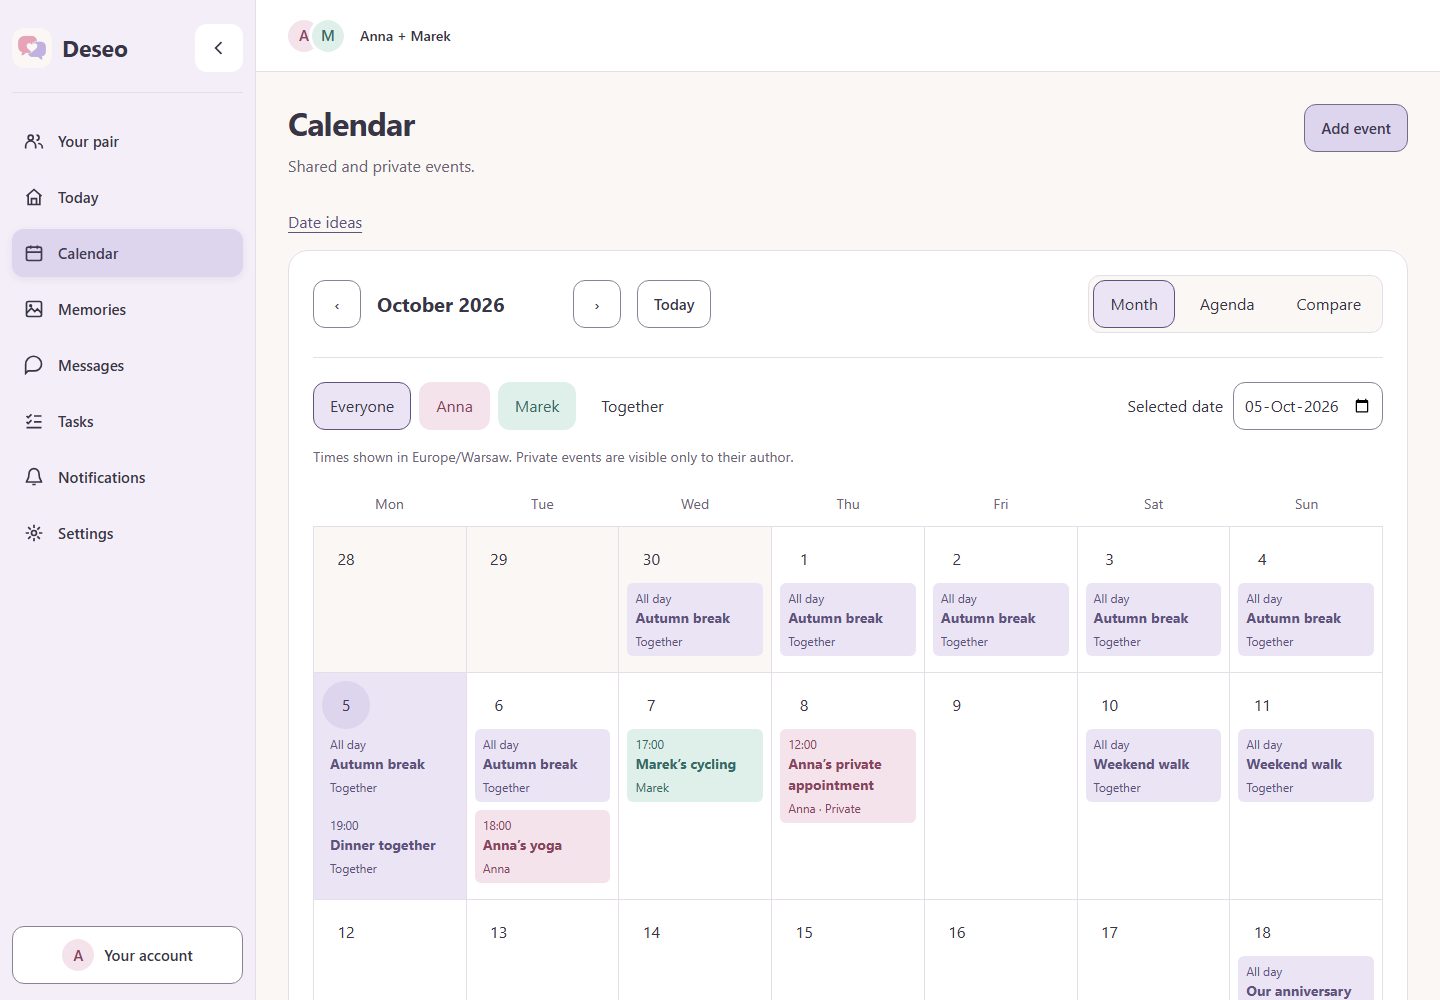 Deseo
Your pair
Today
Calendar
Memories
Messages
Tasks
Notifications
Settings
A Your account
A M Anna + Marek
Calendar
Shared and private events.
Add event
Date ideas
‹ October 2026 › Today
Month Agenda Compare
Everyone Anna Marek Together
Selected date 05-Oct-2026
Times shown in Europe/Warsaw. Private events are visible only to their author.
Mon Tue Wed Thu Fri Sat Sun
28
29
30
All day
Autumn break
Together
1
All day
Autumn break
Together
2
All day
Autumn break
Together
3
All day
Autumn break
Together
4
All day
Autumn break
Together
5
All day
Autumn break
Together
19:00
Dinner together
Together
6
All day
Autumn break
Together
18:00
Anna's yoga
Anna
7
17:00
Marek's cycling
Marek
8
12:00
Anna's private
appointment
Anna · Private
9
10
All day
Weekend walk
Together
11
All day
Weekend walk
Together
12
13
14
15
16
17
18
All day
Our anniversary